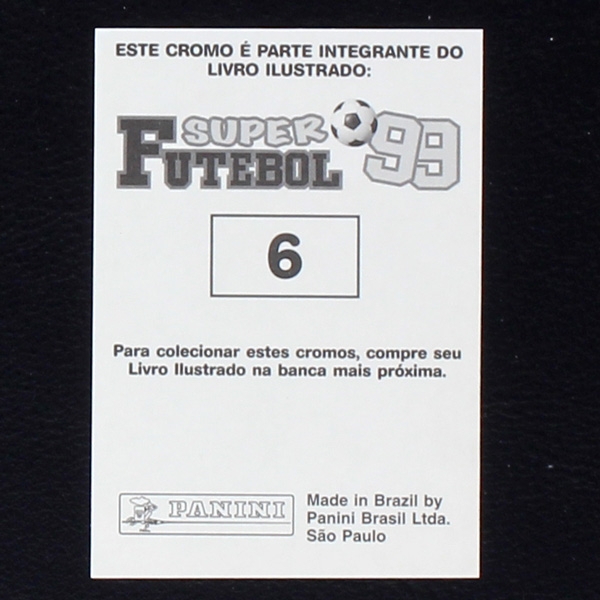 ESTE CROMO É PARTE INTEGRANTE DO
LIVRO ILUSTRADO:
SUPER
FUTEBOL 99
6
Para colecionar estes cromos, compre seu
Livro Ilustrado na banca mais próxima.
PANINI
Made in Brazil by
Panini Brasil Ltda.
São Paulo